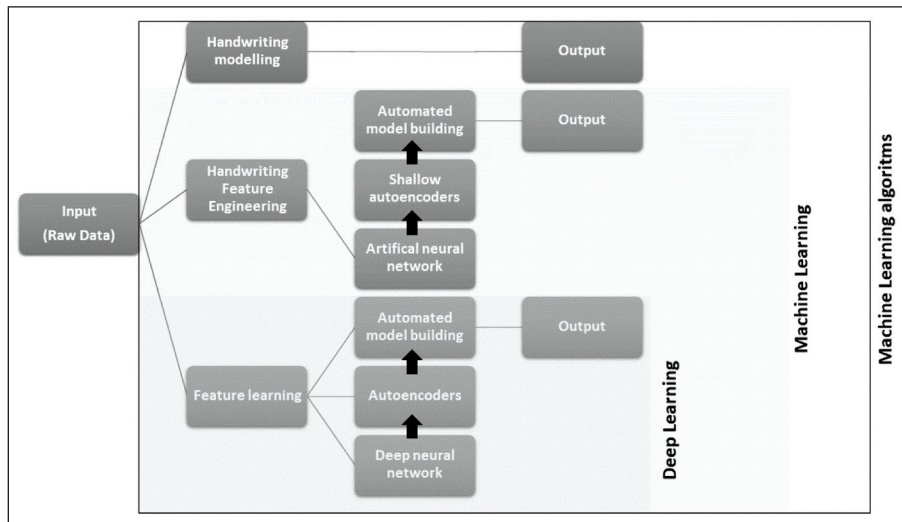 Handwriting
modelling
Output
Automated
model building
Output
Handwriting
Feature
Engineering
Shallow
autoencoders
Input
(Raw Data)
Artifical neural
network
Automated
model building
Output
Feature learning
Autoencoders
Deep neural
network
Deep Learning
Machine Learning
Machine Learning algoritms